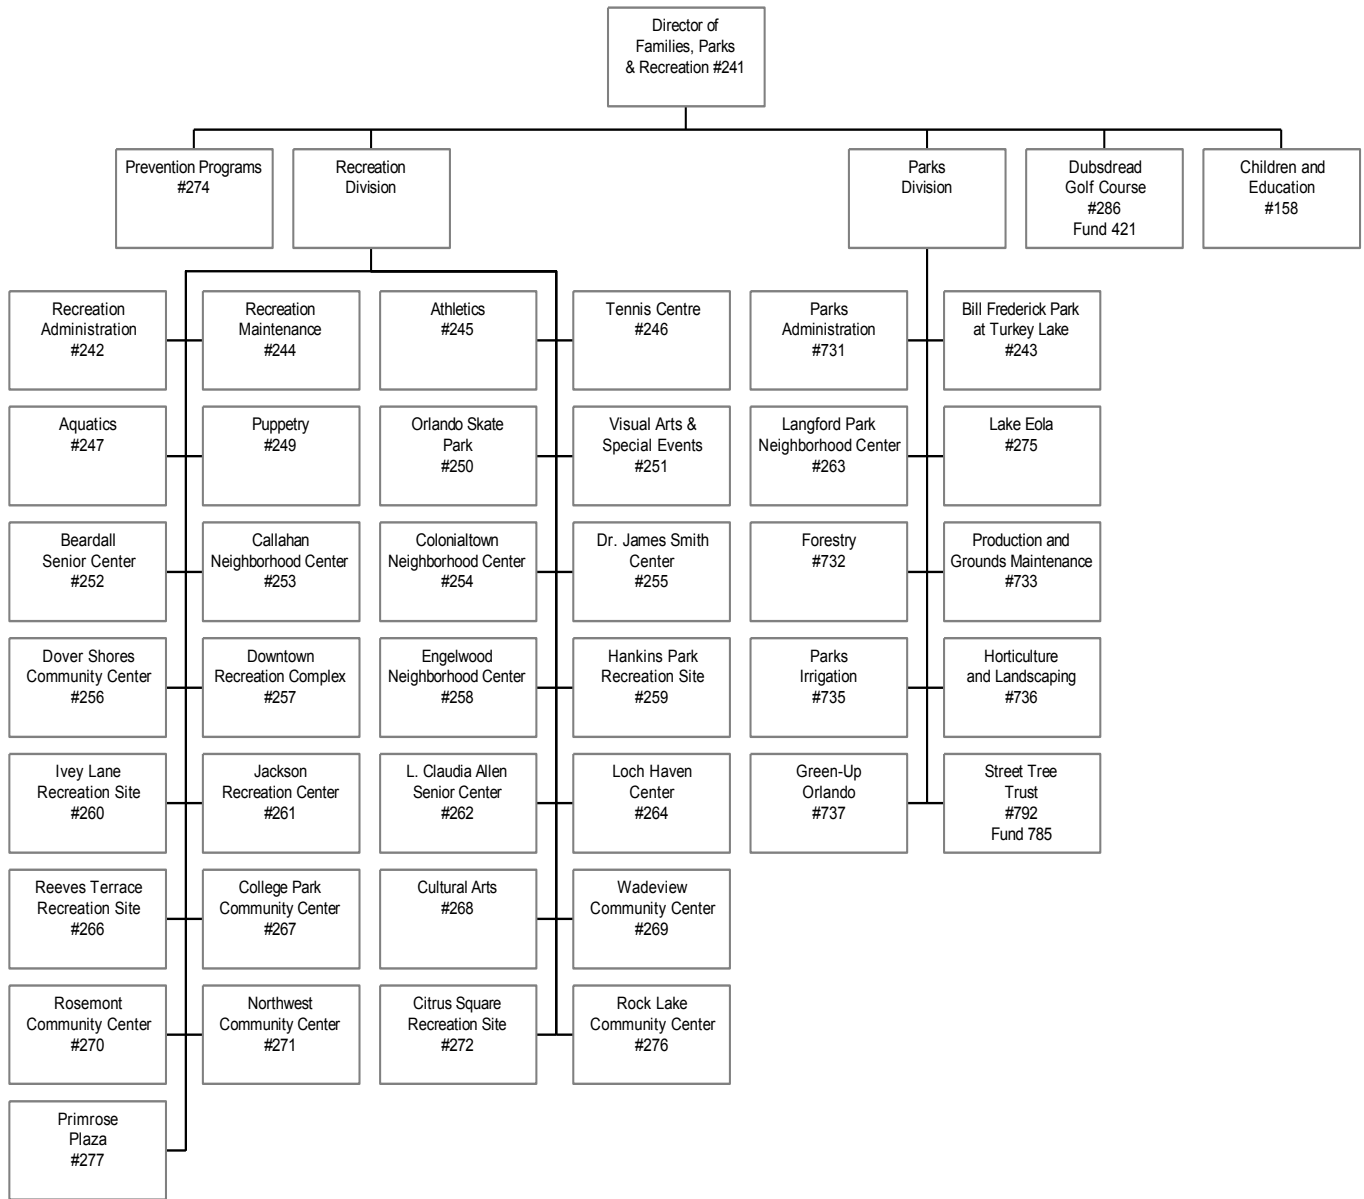 Director of
Families, Parks
& Recreation #241
Prevention Programs
#274
Recreation
Division
Parks
Division
Dubsdread
Golf Course
#286
Fund 421
Children and
Education
#158
Recreation
Administration
#242
Recreation
Maintenance
#244
Athletics
#245
Tennis Centre
#246
Parks
Administration
#731
Bill Frederick Park
at Turkey Lake
#243
Aquatics
#247
Puppetry
#249
Orlando Skate
Park
#250
Visual Arts &
Special Events
#251
Langford Park
Neighborhood Center
#263
Lake Eola
#275
Beardall
Senior Center
#252
Callahan
Neighborhood Center
#253
Colonialtown
Neighborhood Center
#254
Dr. James Smith
Center
#255
Forestry
#732
Production and
Grounds Maintenance
#733
Dover Shores
Community Center
#256
Downtown
Recreation Complex
#257
Engelwood
Neighborhood Center
#258
Hankins Park
Recreation Site
#259
Parks
Irrigation
#735
Horticulture
and Landscaping
#736
Ivey Lane
Recreation Site
#260
Jackson
Recreation Center
#261
L. Claudia Allen
Senior Center
#262
Loch Haven
Center
#264
Green-Up
Orlando
#737
Street Tree
Trust
#792
Fund 785
Reeves Terrace
Recreation Site
#266
College Park
Community Center
#267
Cultural Arts
#268
Wadeview
Community Center
#269
Rosemont
Community Center
#270
Northwest
Community Center
#271
Citrus Square
Recreation Site
#272
Rock Lake
Community Center
#276
Primrose
Plaza
#277